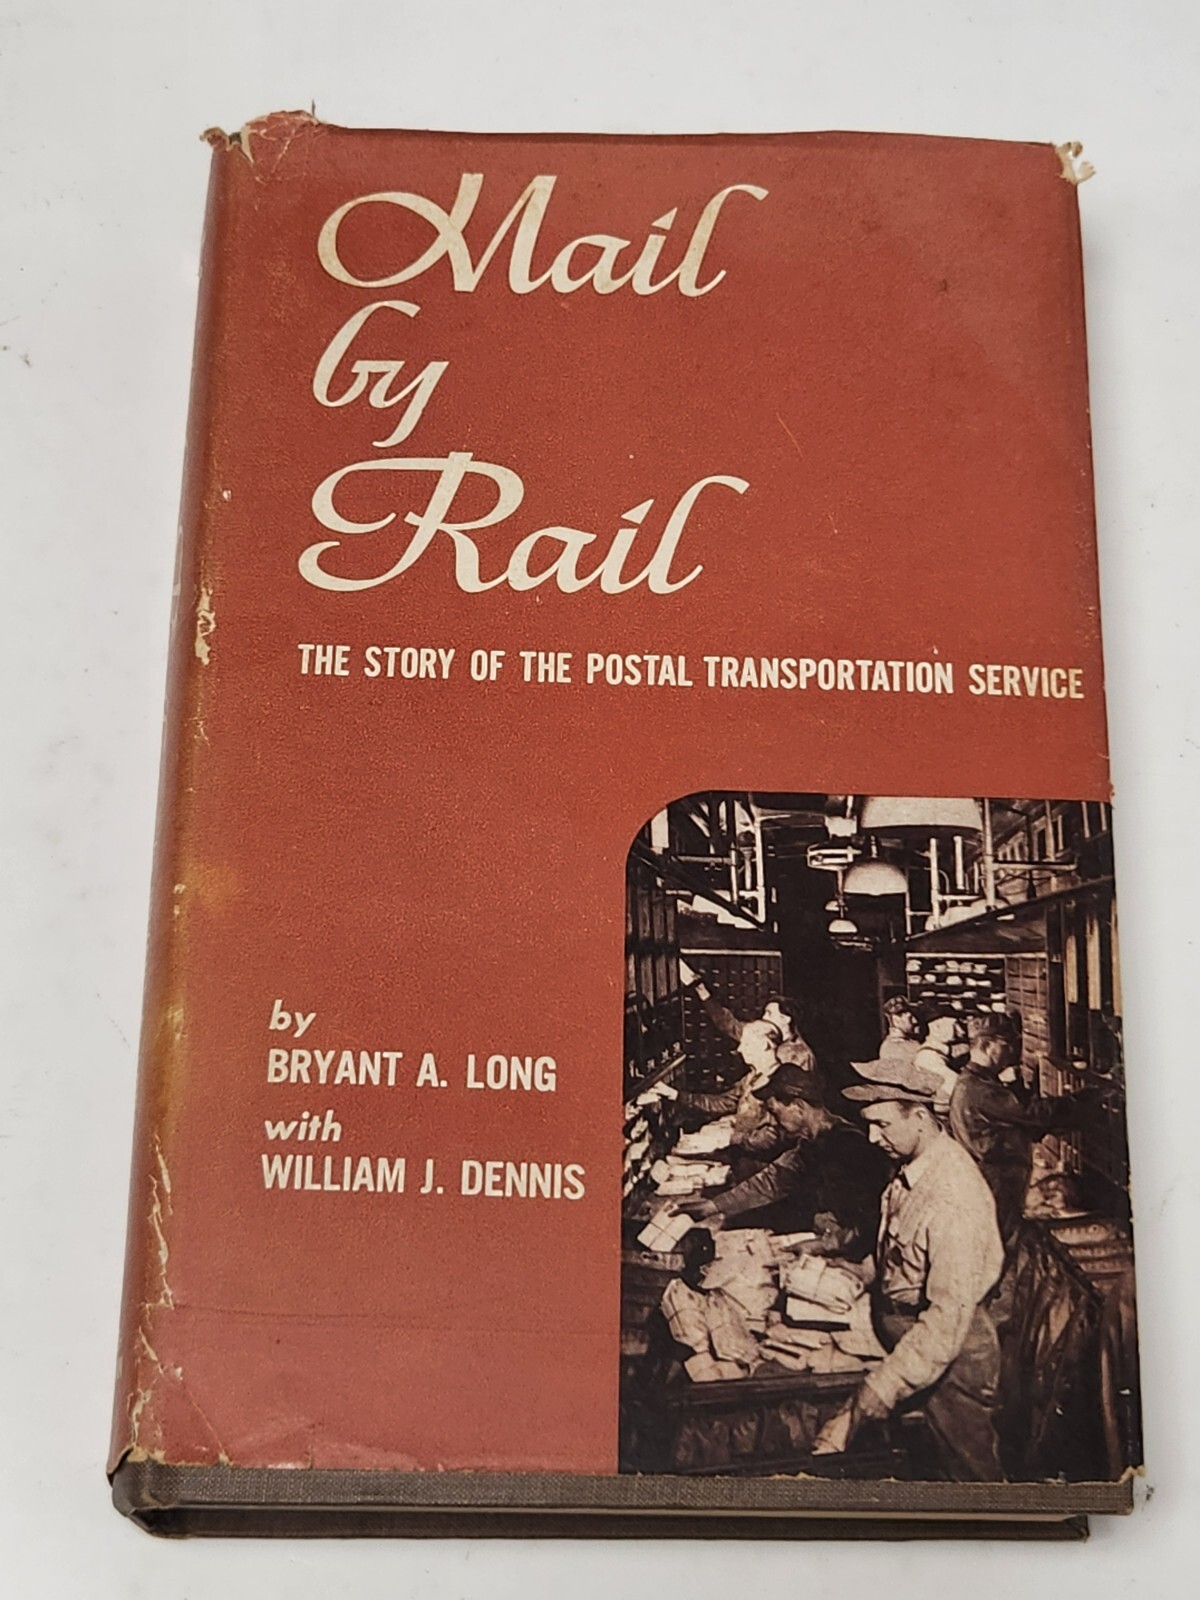 Mail
by
Rail
THE STORY OF THE POSTAL TRANSPORTATION SERVICE
by
BRYANT A. LONG
with
WILLIAM J. DENNIS